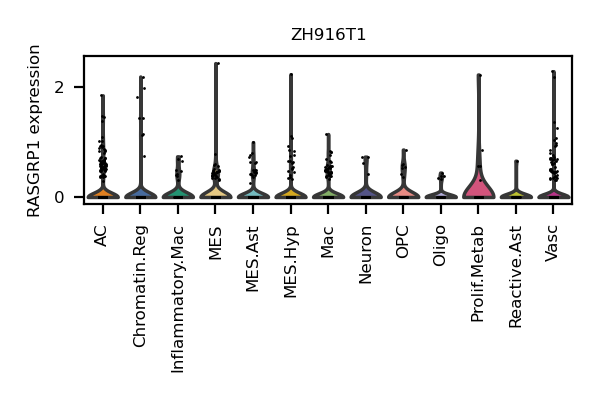 ZH916T1
RASGRP1 expression
2
0
AC
Chromatin.Reg
Inflammatory.Mac
MES
MES.Ast
MES.Hyp
Mac
Neuron
OPC
Oligo
Prolif.Metab
Reactive.Ast
Vasc